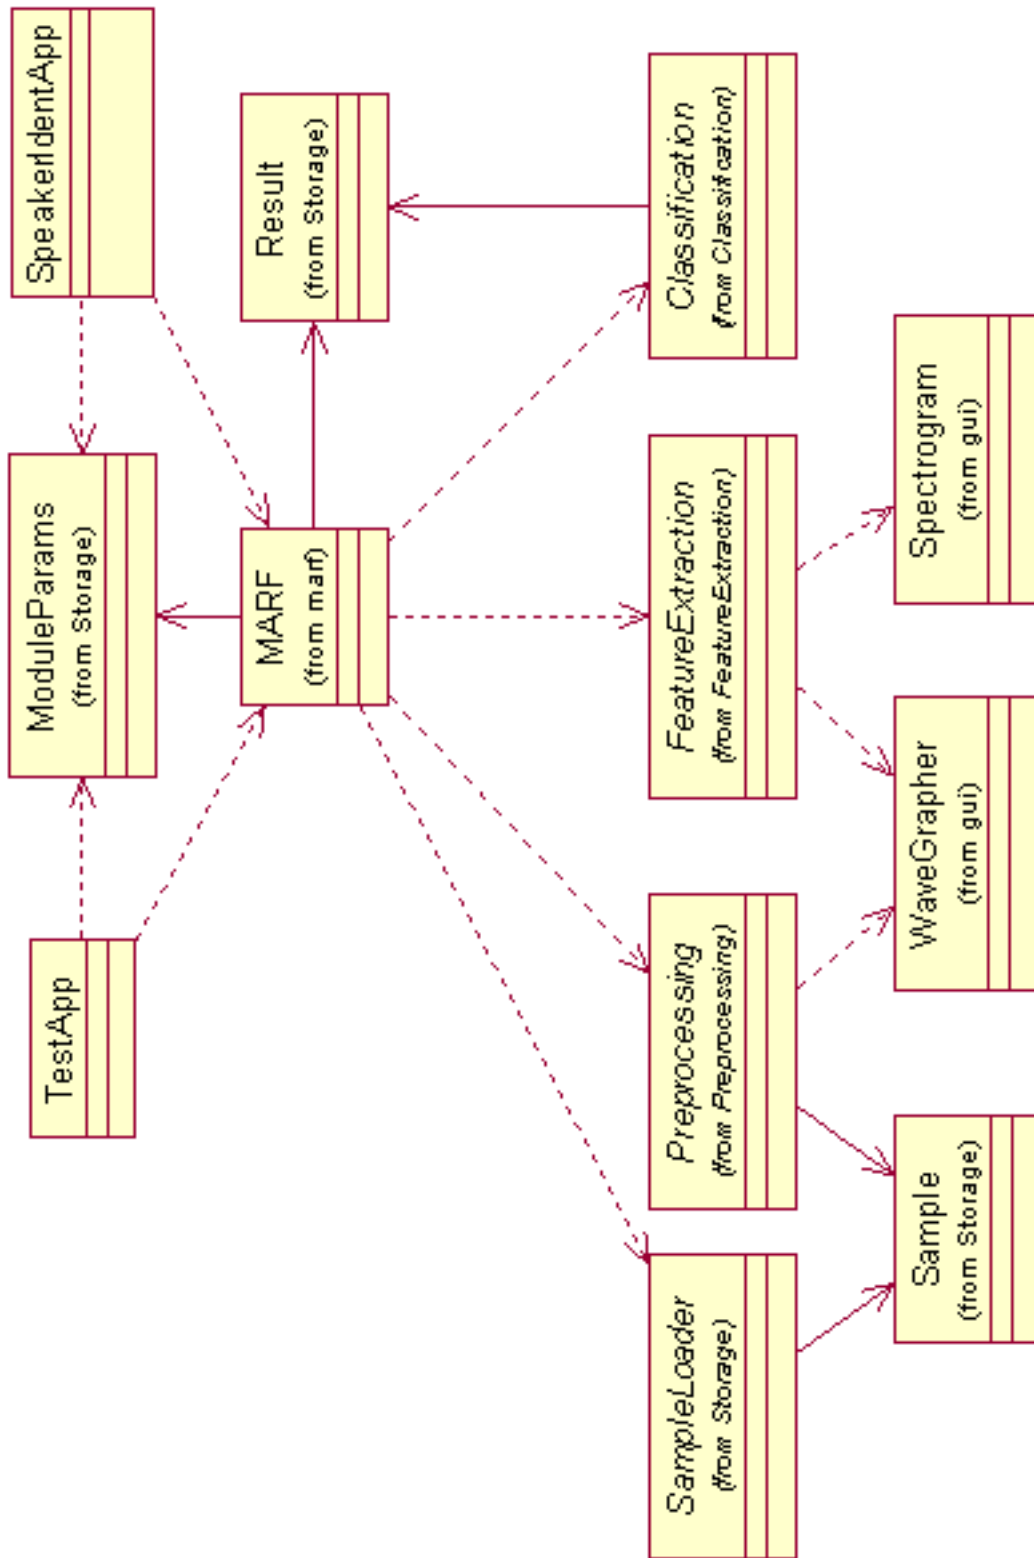 TestApp
ModuleParams
(from Storage)
SpeakerIdentApp
MARF
(from marf)
Result
(from Storage)
SampleLoader
(from Storage)
Preprocessing
(from Preprocessing)
FeatureExtraction
(from FeatureExtraction)
Classification
(from Classification)
Sample
(from Storage)
WaveGrapher
(from gui)
Spectrogram
(from gui)